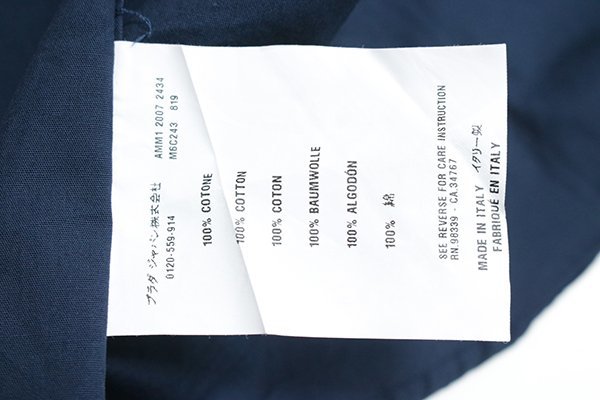 AMM1 2007 2434
M6C243 819
プラダ ジャパン株式会社
0120-559-914
100% COTONE
100% COTTON
100% COTON
100% BAUMWOLLE
100% ALGODÓN
100% 綿
SEE REVERSE FOR CARE INSTRUCTION
RN.98339 - CA.34767
MADE IN ITALY イタリー製
FABRIQUÉ EN ITALY